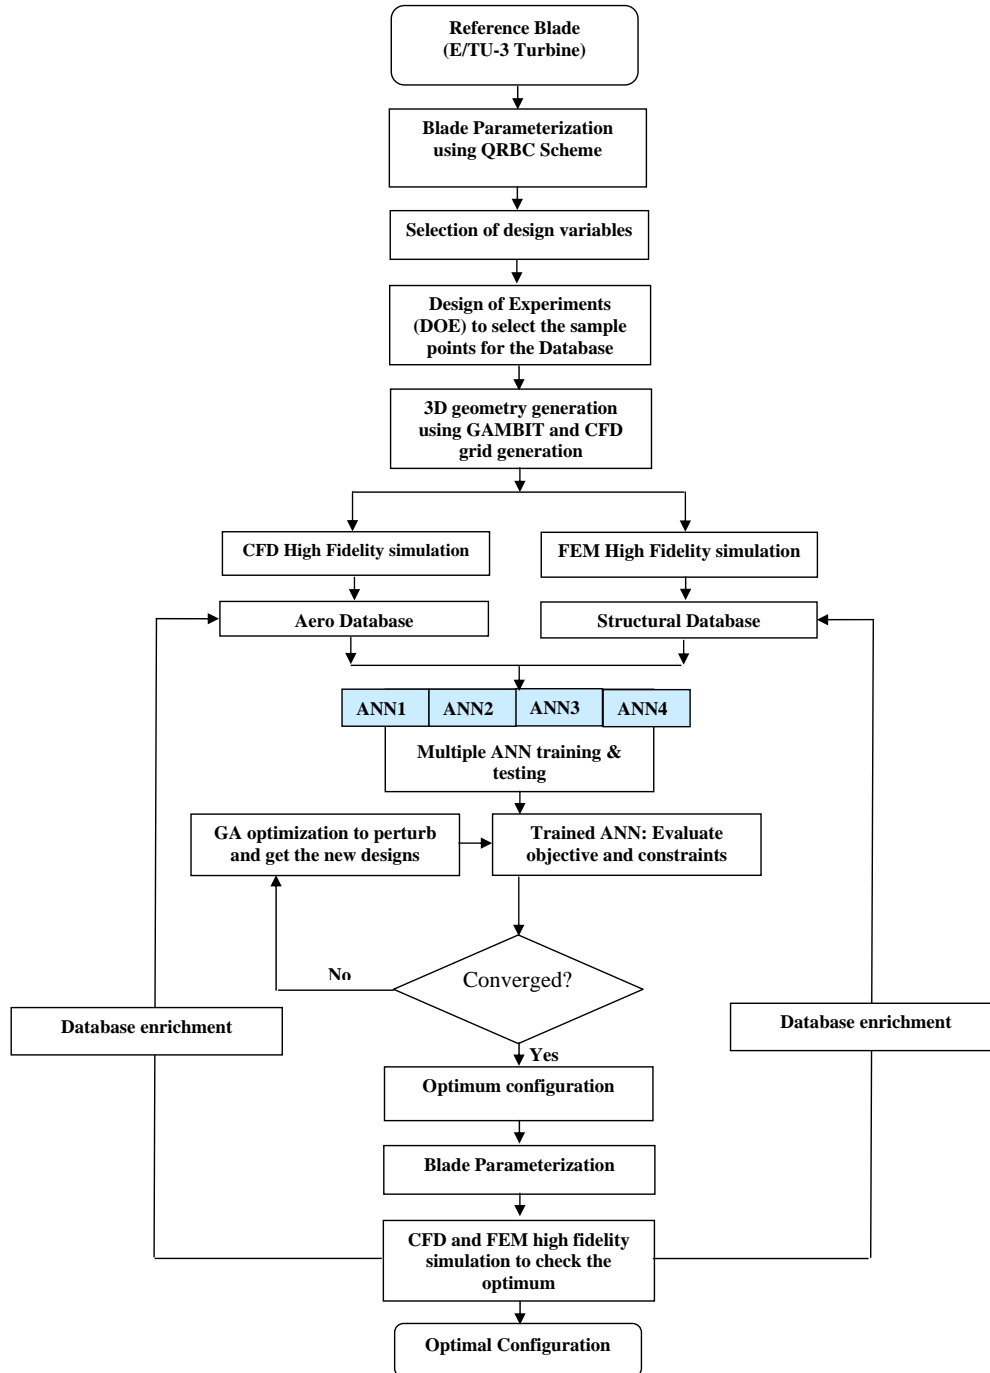 Reference Blade
(E/TU-3 Turbine)
Blade Parameterization
using QRBC Scheme
Selection of design variables
Design of Experiments
(DOE) to select the sample
points for the Database
3D geometry generation
using GAMBIT and CFD
grid generation
CFD High Fidelity simulation
FEM High Fidelity simulation
Aero Database
Structural Database
ANN1
ANN2
ANN3
ANN4
Multiple ANN training &
testing
GA optimization to perturb
and get the new designs
Trained ANN: Evaluate
objective and constraints
No
Converged?
Database enrichment
Database enrichment
Yes
Optimum configuration
Blade Parameterization
CFD and FEM high fidelity
simulation to check the
optimum
Optimal Configuration